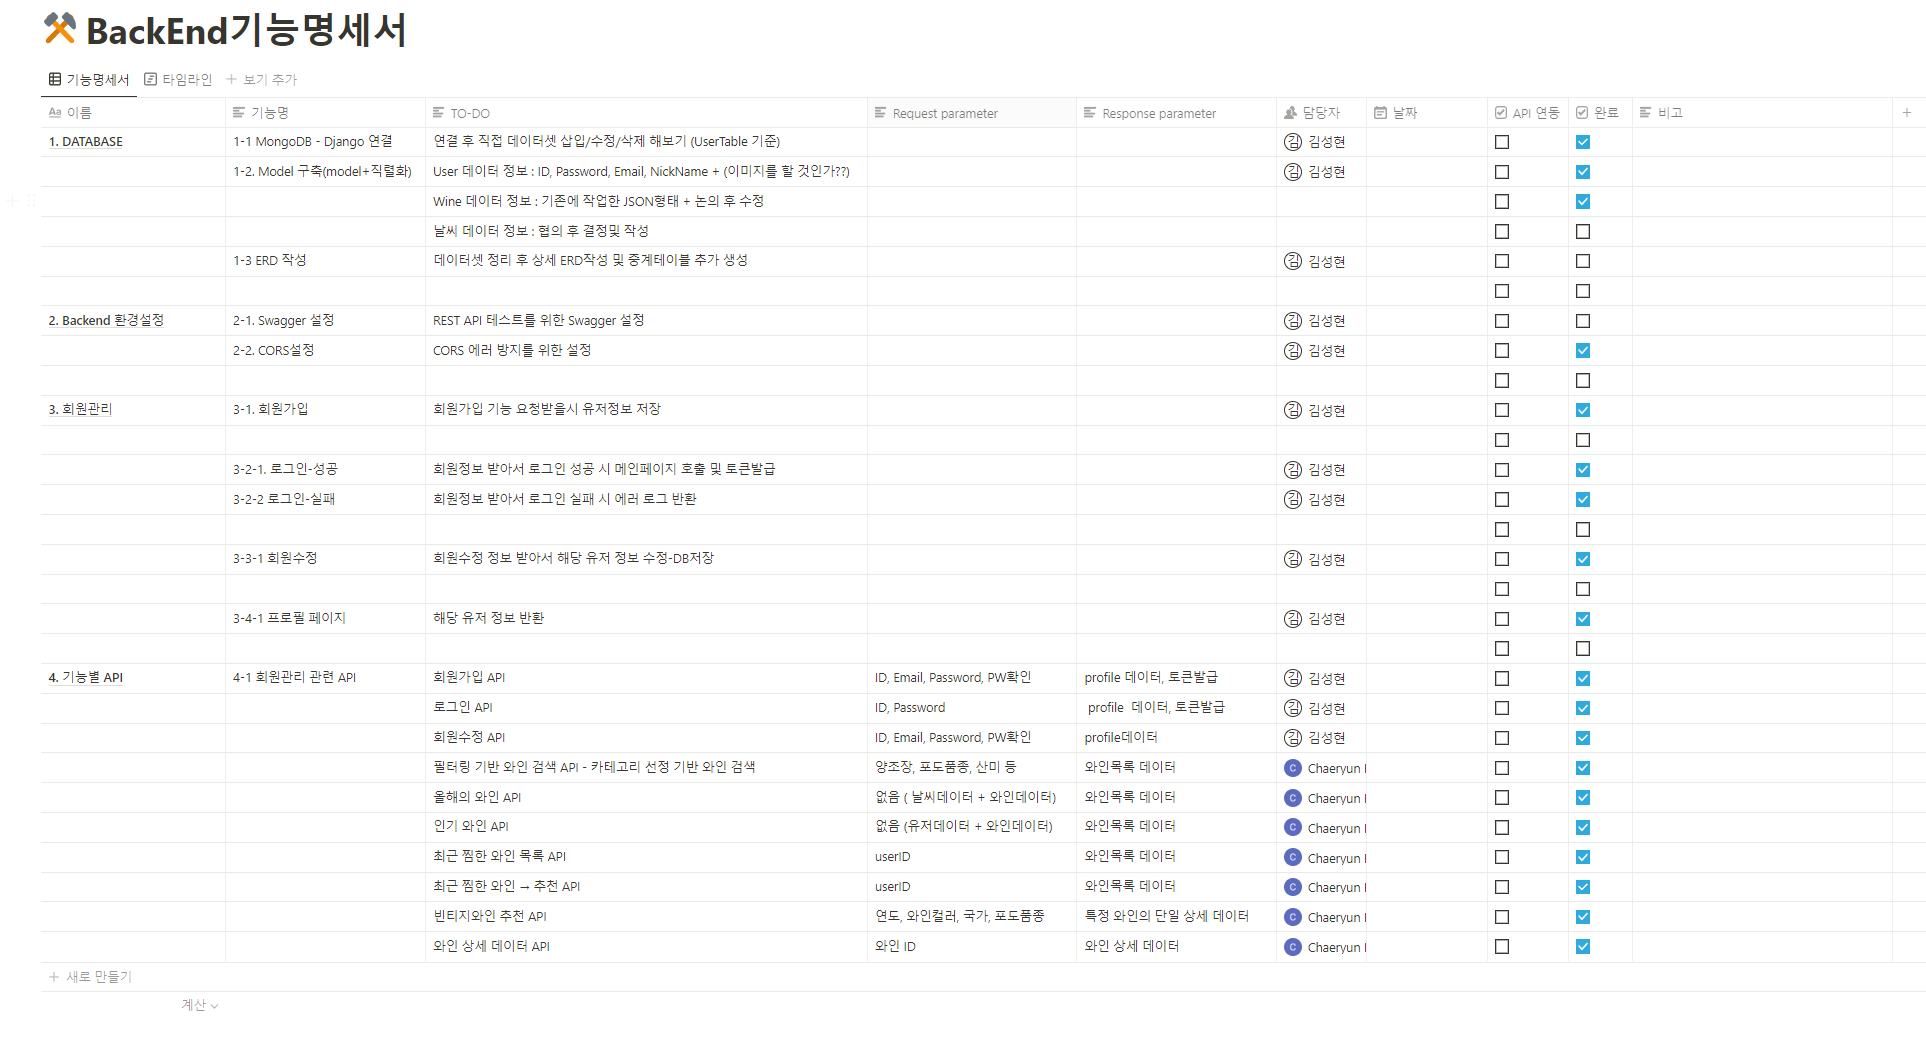 BackEnd기능명세서
기능명세서 타임라인 + 보기 추가
Aa 이름 기능명 TO-DO Request parameter Response parameter 담당자 날짜 API 연동 완료 비고 +
1. DATABASE 1-1 MongoDB - Django 연결 연결 후 직접 데이터셋 삽입/수정/삭제 해보기 (UserTable 기준) 김 김성현
1-2. Model 구축(model+직렬화) User 데이터 정보 : ID, Password, Email, NickName + (이미지를 할 것인가??) 김 김성현
Wine 데이터 정보 : 기존에 작업한 JSON형태 + 논의 후 수정
날씨 데이터 정보 : 협의 후 결정및 작성
1-3 ERD 작성 데이터셋 정리 후 상세 ERD작성 및 중계테이블 추가 생성 김 김성현
2. Backend 환경설정 2-1. Swagger 설정 REST API 테스트를 위한 Swagger 설정 김 김성현
2-2. CORS설정 CORS 에러 방지를 위한 설정 김 김성현
3. 회원관리 3-1. 회원가입 회원가입 기능 요청받을시 유저정보 저장 김 김성현
3-2-1. 로그인-성공 회원정보 받아서 로그인 성공 시 메인페이지 호출 및 토큰발급 김 김성현
3-2-2 로그인-실패 회원정보 받아서 로그인 실패 시 에러 로그 반환 김 김성현
3-3-1 회원수정 회원수정 정보 받아서 해당 유저 정보 수정-DB저장 김 김성현
3-4-1 프로필 페이지 해당 유저 정보 반환 김 김성현
4. 기능별 API 4-1 회원관리 관련 API 회원가입 API ID, Email, Password, PW확인 profile 데이터, 토큰발급 김 김성현
로그인 API ID, Password profile 데이터, 토큰발급 김 김성현
회원수정 API ID, Email, Password, PW확인 profile데이터 김 김성현
필터링 기반 와인 검색 API - 카테고리 선정 기반 와인 검색 양조장, 포도품종, 산미 등 와인목록 데이터 C Chaeryun
올해의 와인 API 없음 ( 날씨데이터 + 와인데이터) 와인목록 데이터 C Chaeryun
인기 와인 API 없음 (유저데이터 + 와인데이터) 와인목록 데이터 C Chaeryun
최근 찜한 와인 목록 API userID 와인목록 데이터 C Chaeryun
최근 찜한 와인 → 추천 API userID 와인목록 데이터 C Chaeryun
빈티지와인 추천 API 연도, 와인컬러, 국가, 포도품종 특정 와인의 단일 상세 데이터 C Chaeryun
와인 상세 데이터 API 와인 ID 와인 상세 데이터 C Chaeryun
+ 새로 만들기
계산